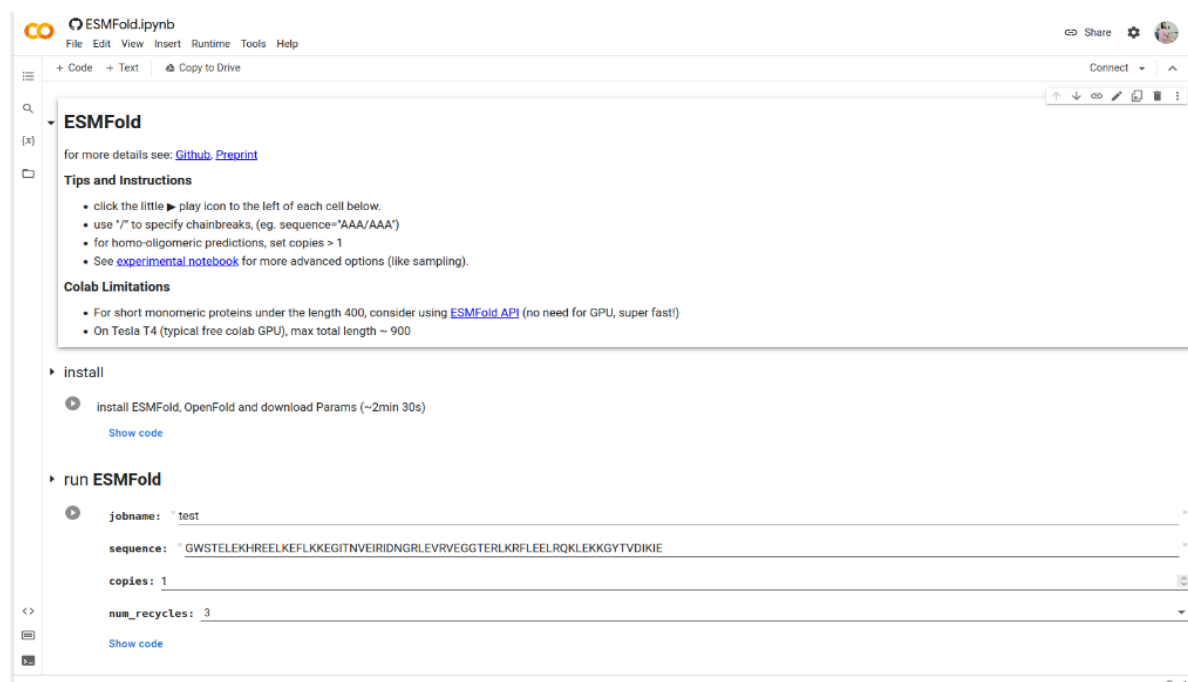 ESMFold.ipynb
File Edit View Insert Runtime Tools Help
Share
+ Code + Text Copy to Drive
Connect
{x}
ESMFold
for more details see: Github, Preprint
Tips and Instructions
• click the little ▶ play icon to the left of each cell below.
• use "/" to specify chainbreaks, (eg. sequence="AAA/AAA")
• for homo-oligomeric predictions, set copies > 1
• See experimental notebook for more advanced options (like sampling).
Colab Limitations
• For short monomeric proteins under the length 400, consider using ESMFold API (no need for GPU, super fast!)
• On Tesla T4 (typical free colab GPU), max total length ~ 900
install
install ESMFold, OpenFold and download Params (~2min 30s)
Show code
run ESMFold
jobname: "test"
sequence: "GWSTELEKHREELKEFLKKEGITNVEIRIDNGRLEVRVEGGTERLKRFLEELRQKLEKKGYTVDIKIE"
copies: 1
num_recycles: 3
Show code